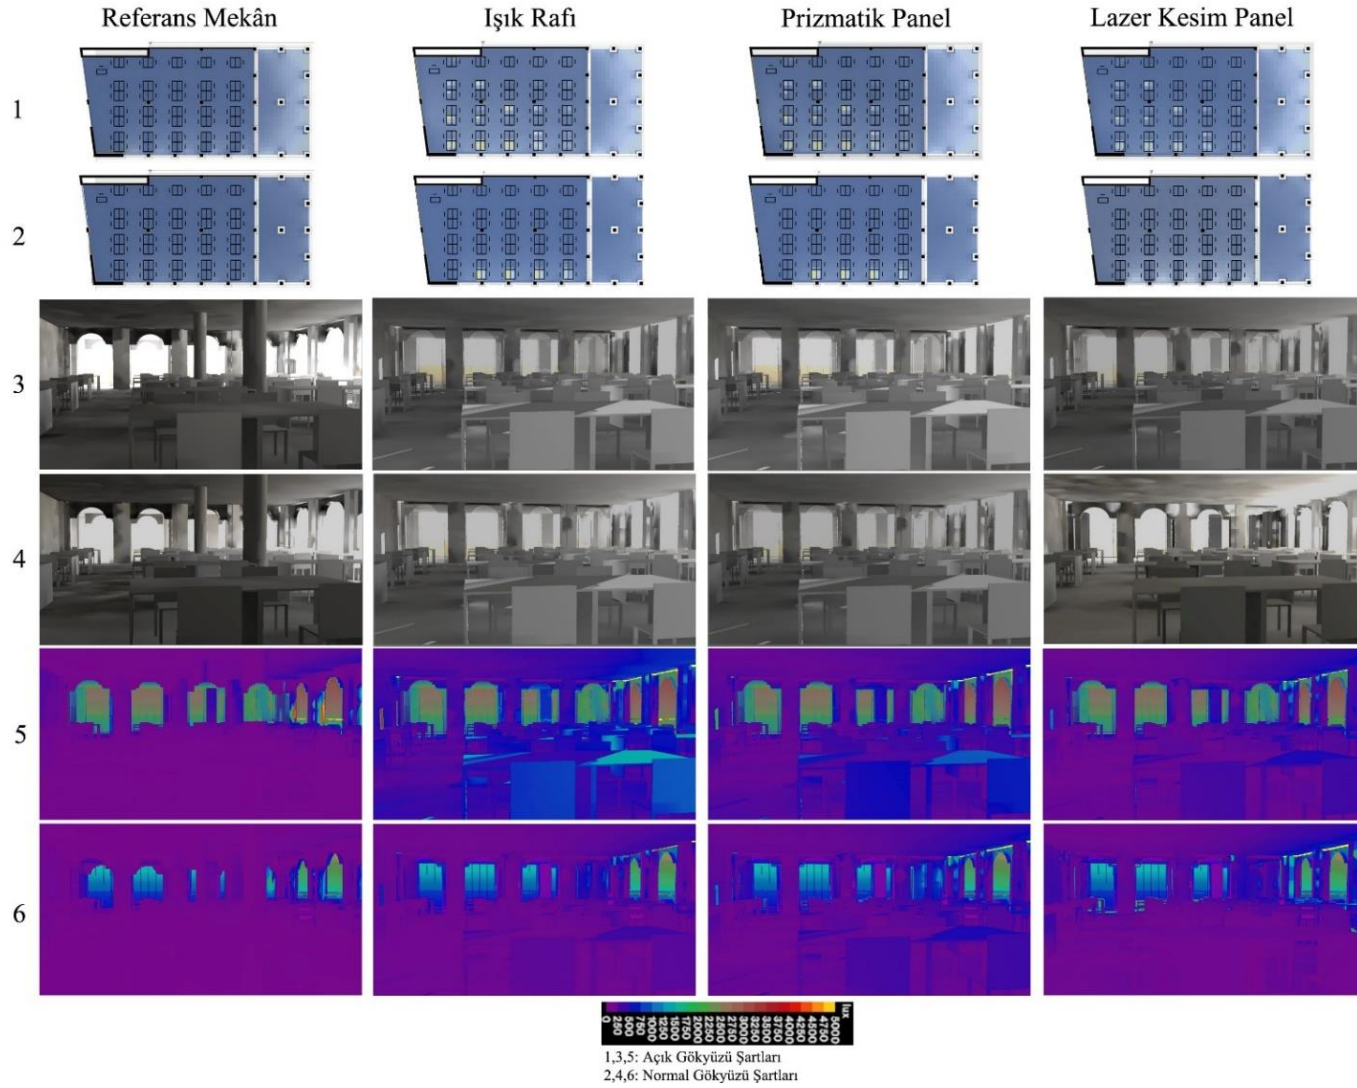 Referans Mekân Işık Rafı Prizmatik Panel Lazer Kesim Panel
1
2
3
4
5
6
0 250 500 750 1000 1250 1500 1750 2000 2250 2500 2750 3000 3250 3500 3750 4000 4250 4500 4750 5000 lux
1,3,5: Açık Gökyüzü Şartları
2,4,6: Normal Gökyüzü Şartları